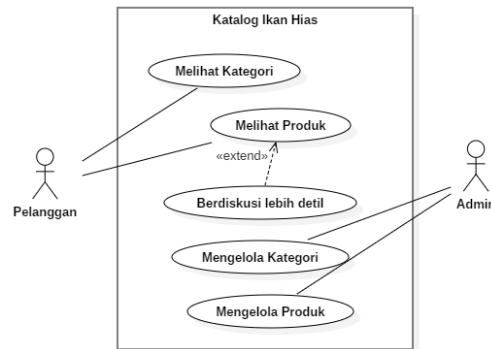 Katalog Ikan Hias
Melihat Kategori
Melihat Produk
«extend»
Pelanggan
Berdiskusi lebih detil
Admin
Mengelola Kategori
Mengelola Produk